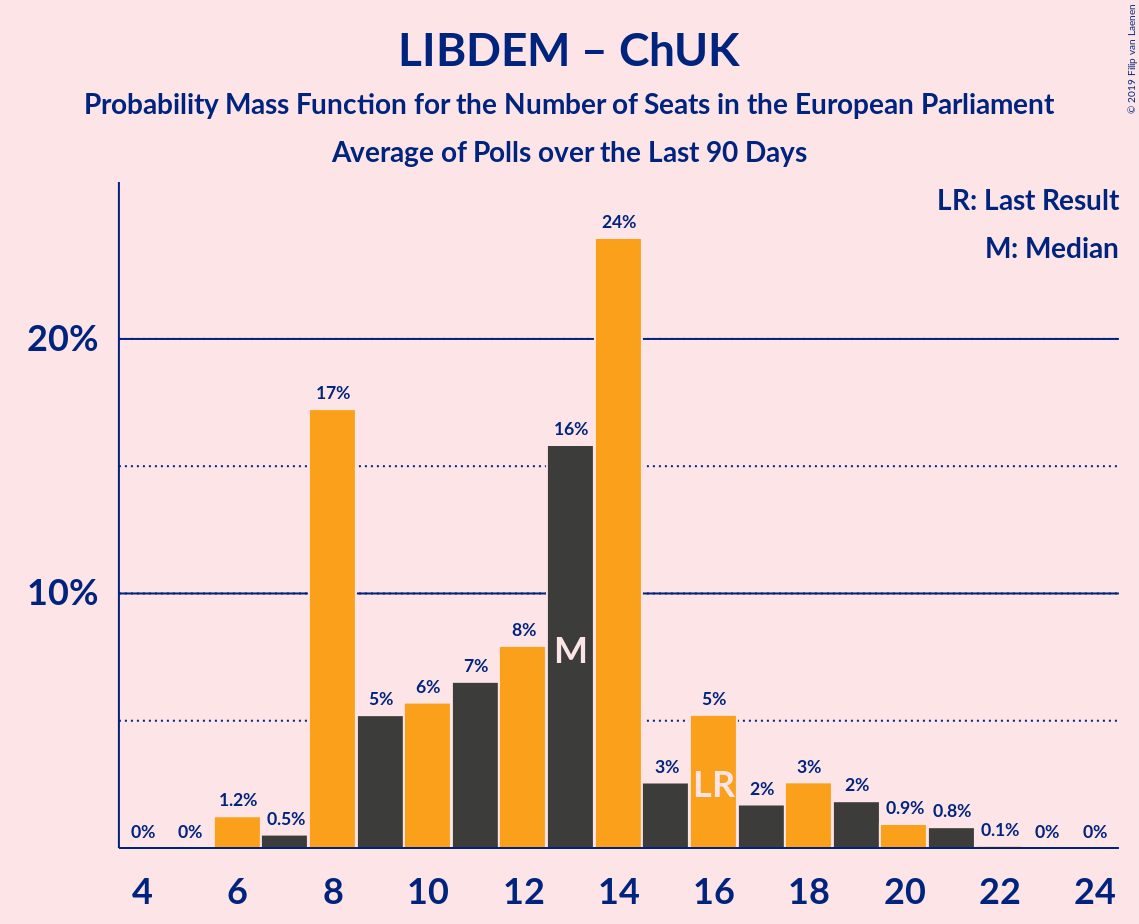 LIBDEM – ChUK
Probability Mass Function for the Number of Seats in the European Parliament
Average of Polls over the Last 90 Days
© 2019 Filip van Laenen
LR: Last Result
M: Median
20%
10%
0%
0%
1.2%
0.5%
17%
5%
6%
7%
8%
16%
24%
3%
5%
2%
3%
2%
0.9%
0.8%
0.1%
0%
0%
M
LR
4 6 8 10 12 14 16 18 20 22 24